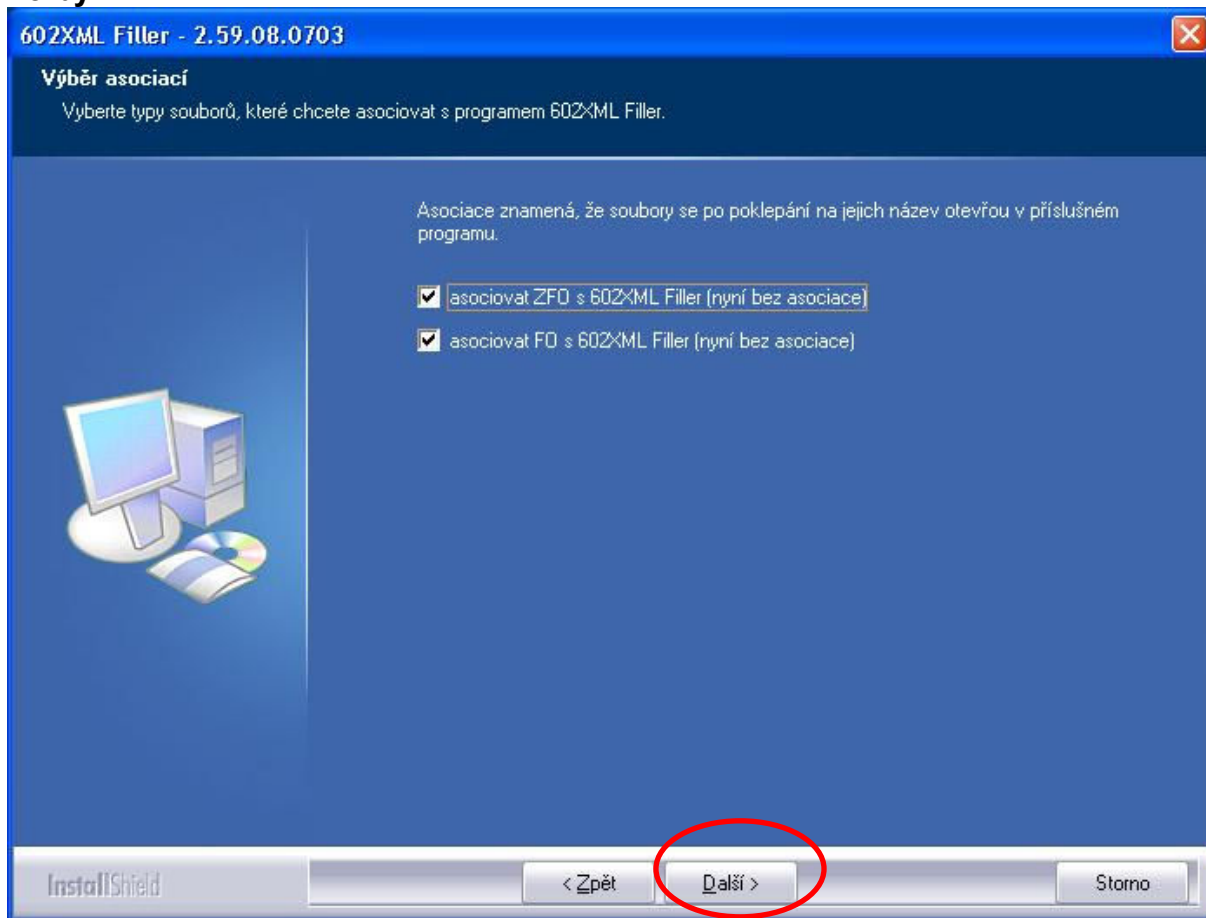 602XML Filler - 2.59.08.0703
Výběr asociací
Vyberte typy souborů, které chcete asociovat s programem 602XML Filler.
Asociace znamená, že soubory se po poklepání na jejich název otevřou v příslušném
programu.
asociovat ZFO s 602XML Filler (nyní bez asociace)
asociovat FO s 602XML Filler (nyní bez asociace)
InstallShield
< Zpět
Další >
Storno